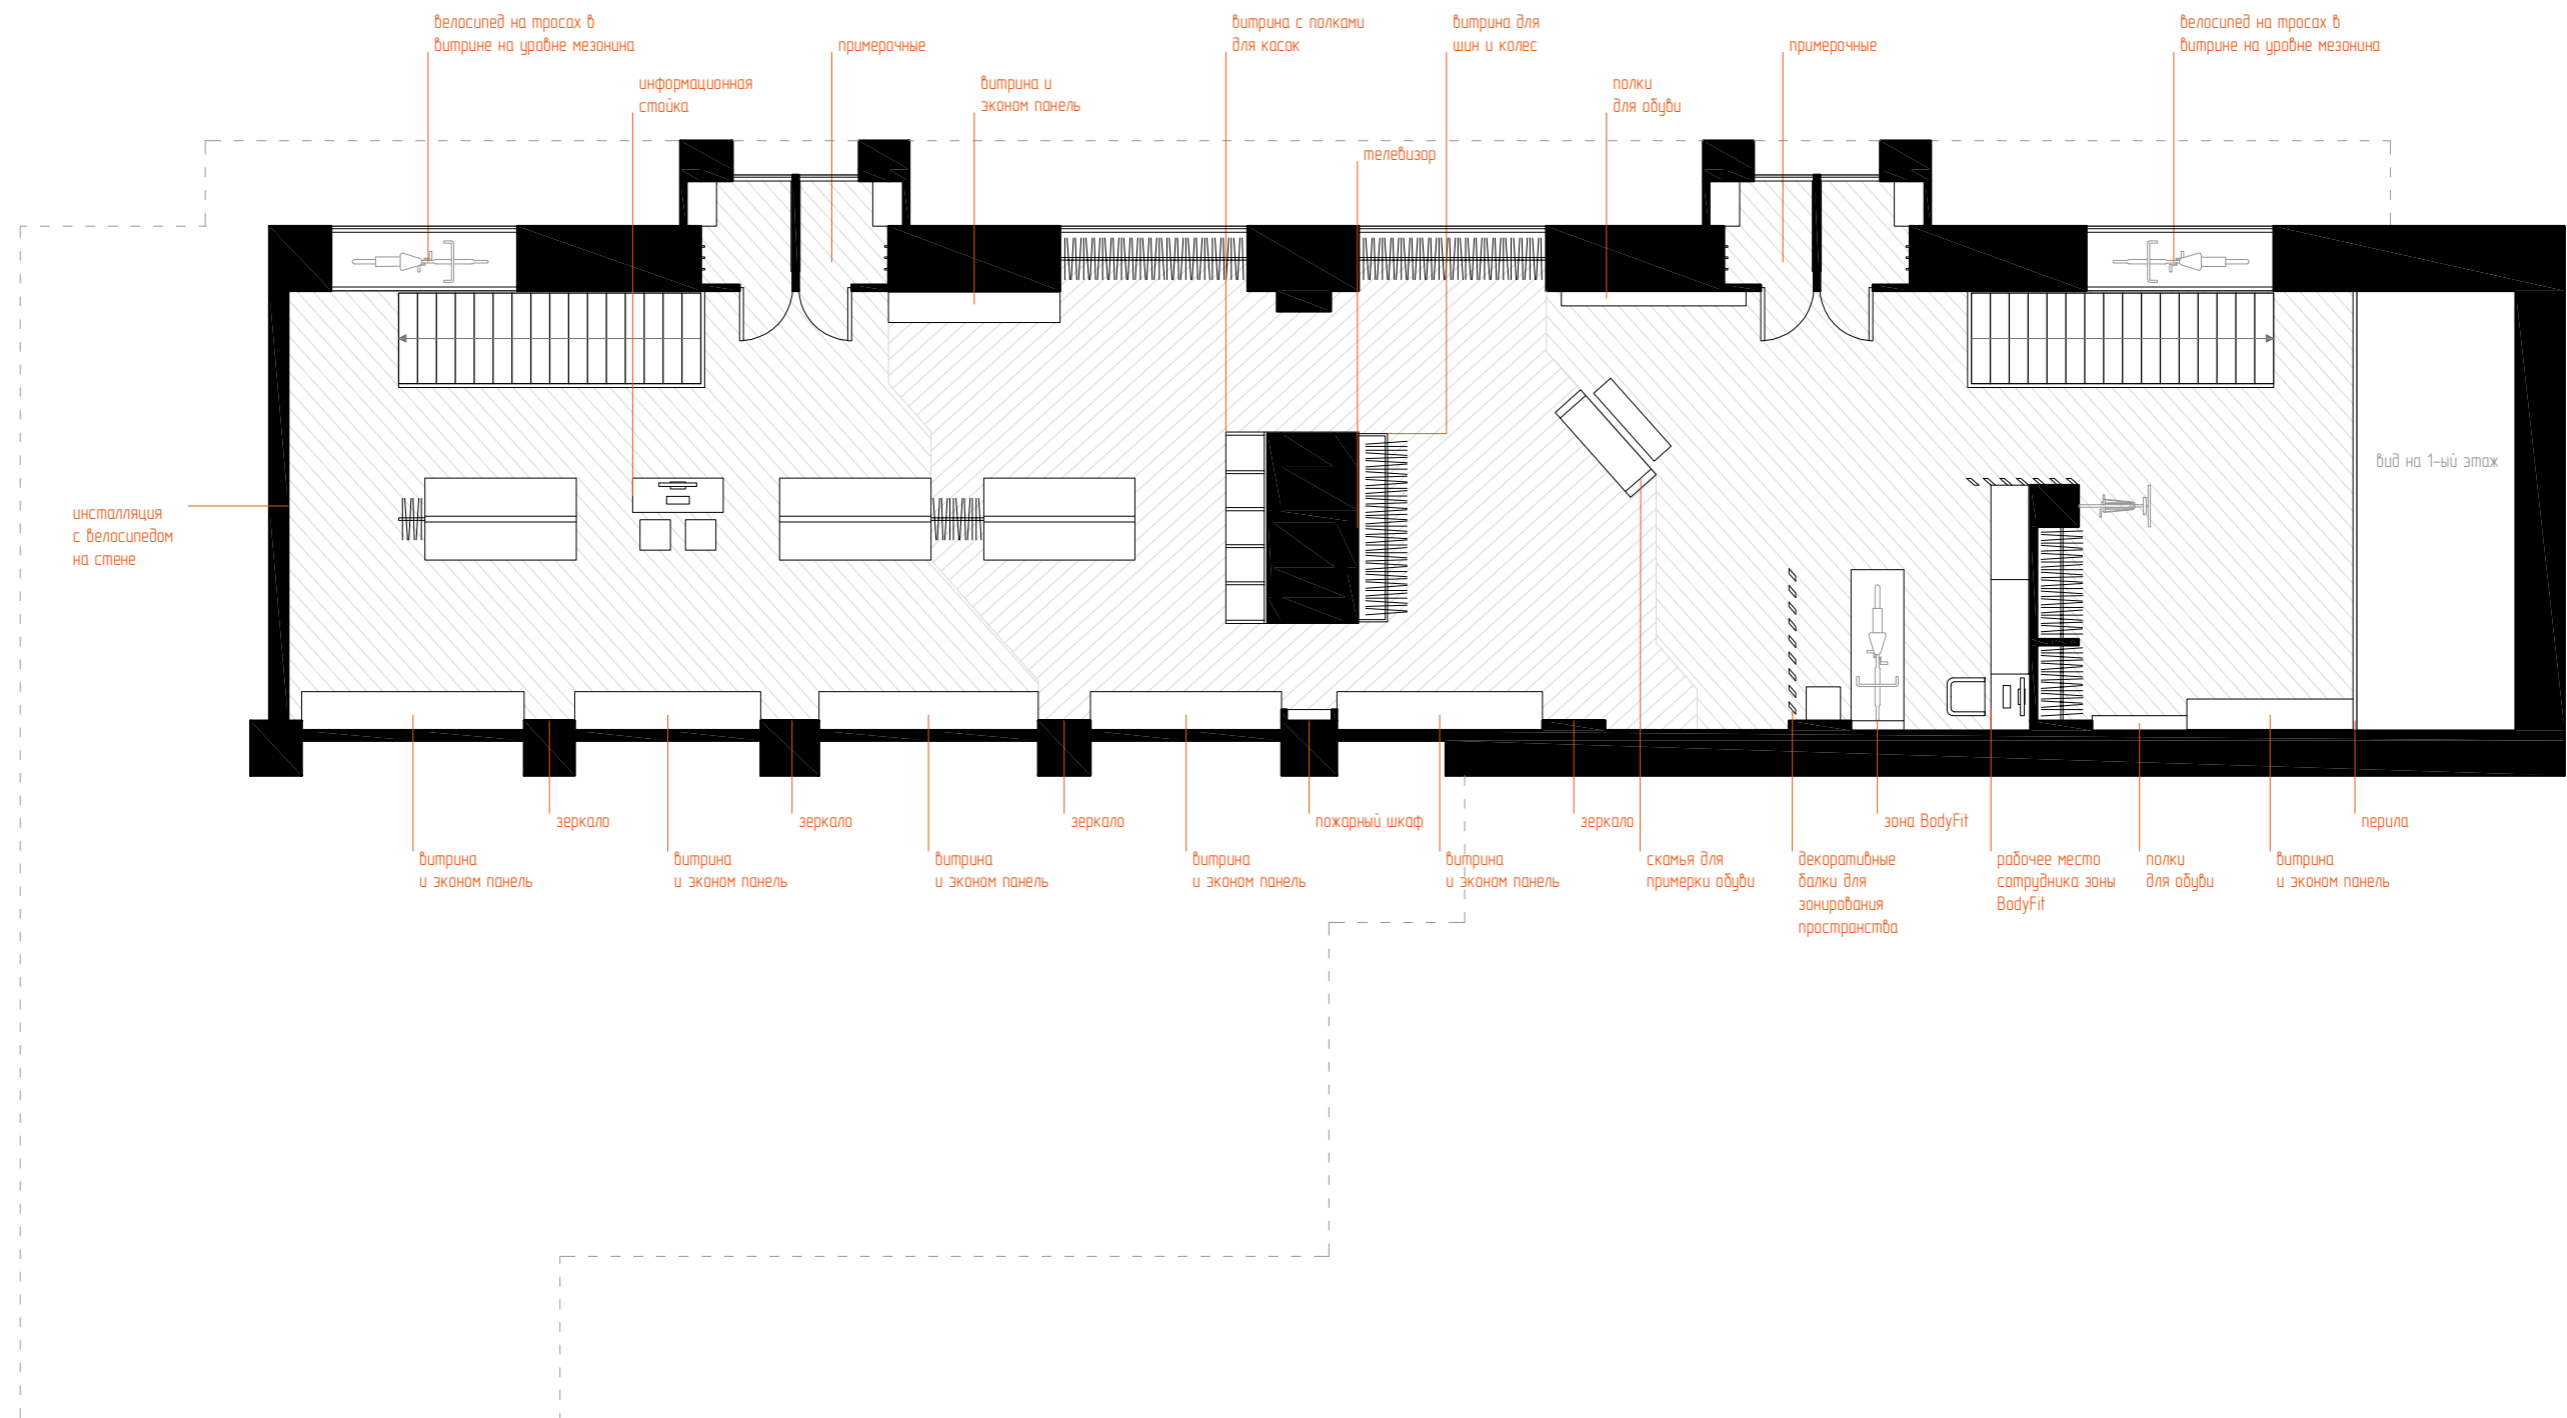 велосипед на тросах в
витрине на уровне мезонина
примерочные
информационная
стойка
витрина и
эконом панель
витрина с полками
для касок
витрина для
шин и колес
телевизор
полки
для обуви
примерочные
велосипед на тросах в
витрине на уровне мезонина
вид на 1-ый этаж
инсталляция
с велосипедом
на стене
зеркало
зеркало
зеркало
пожарный шкаф
зеркало
зона BodyFit
перила
витрина
и эконом панель
витрина
и эконом панель
витрина
и эконом панель
витрина
и эконом панель
витрина
и эконом панель
скамья для
примерки обуви
декоративные
балки для
зонирования
пространства
рабочее место
сотрудника зоны
BodyFit
полки
для обуви
витрина
и эконом панель